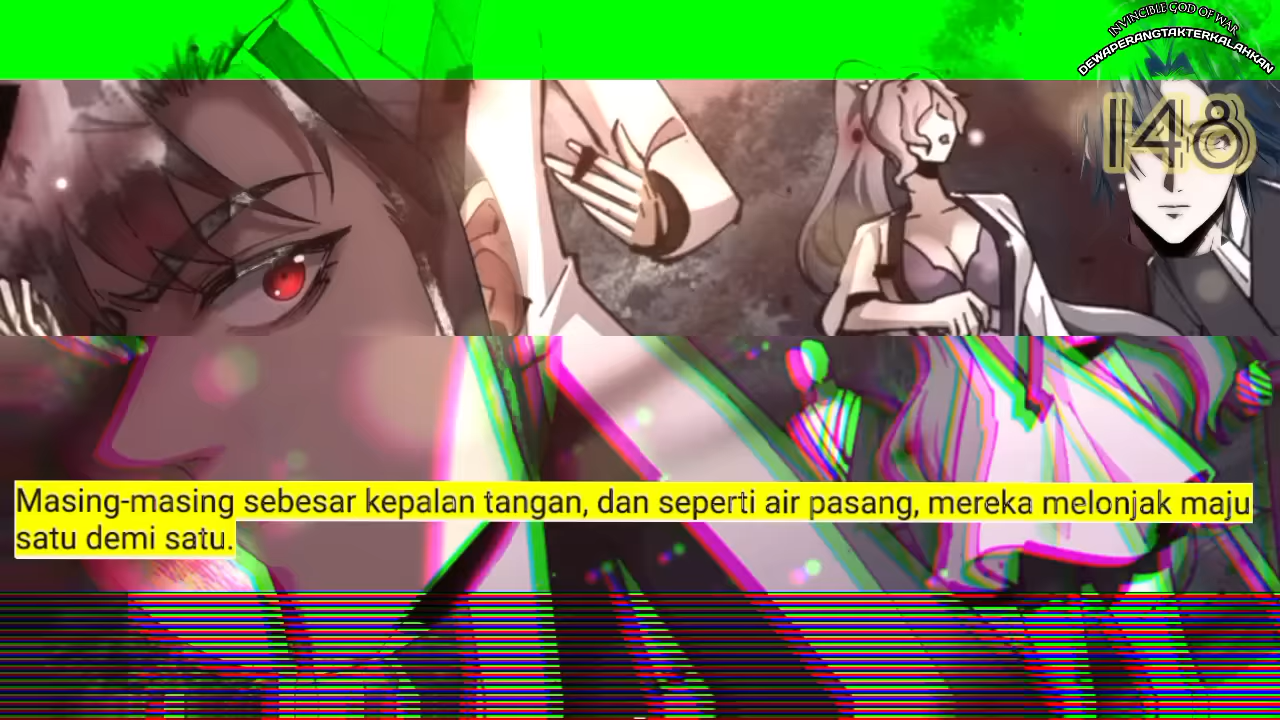 INVINCIBLE GOD OF WAR
DEWAPERANGTAKTERKALAHKAN
148
Masing-masing sebesar kepalan tangan, dan seperti air pasang, mereka melonjak maju
satu demi satu.